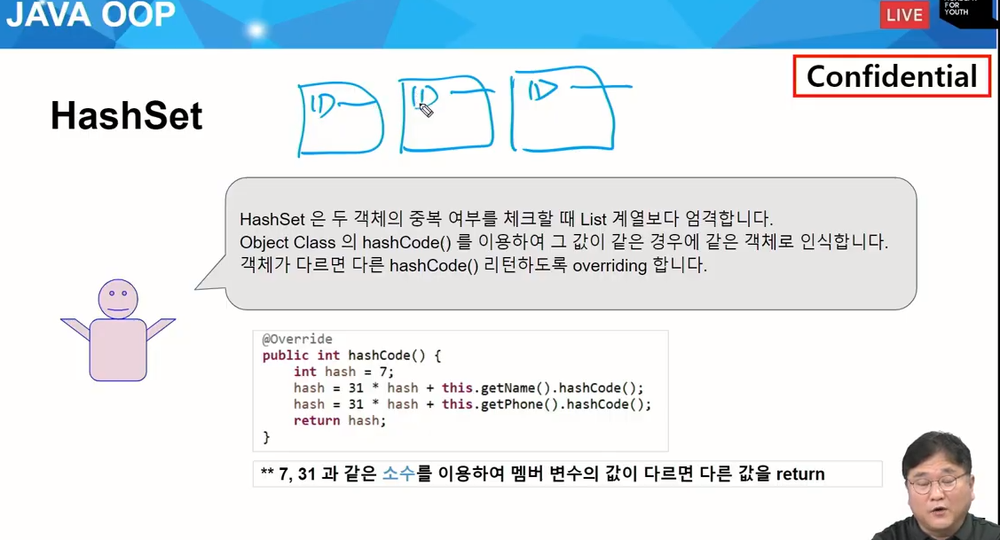 JAVA OOP
LIVE
FOR
YOUTH
Confidential
HashSet
ID ID ID
HashSet 은 두 객체의 중복 여부를 체크할 때 List 계열보다 엄격합니다.
Object Class 의 hashCode() 를 이용하여 그 값이 같은 경우에 같은 객체로 인식합니다.
객체가 다르면 다른 hashCode() 리턴하도록 overriding 합니다.
@Override
public int hashCode() {
int hash = 7;
hash = 31 * hash + this.getName().hashCode();
hash = 31 * hash + this.getPhone().hashCode();
return hash;
}
** 7, 31 과 같은 소수를 이용하여 멤버 변수의 값이 다르면 다른 값을 return